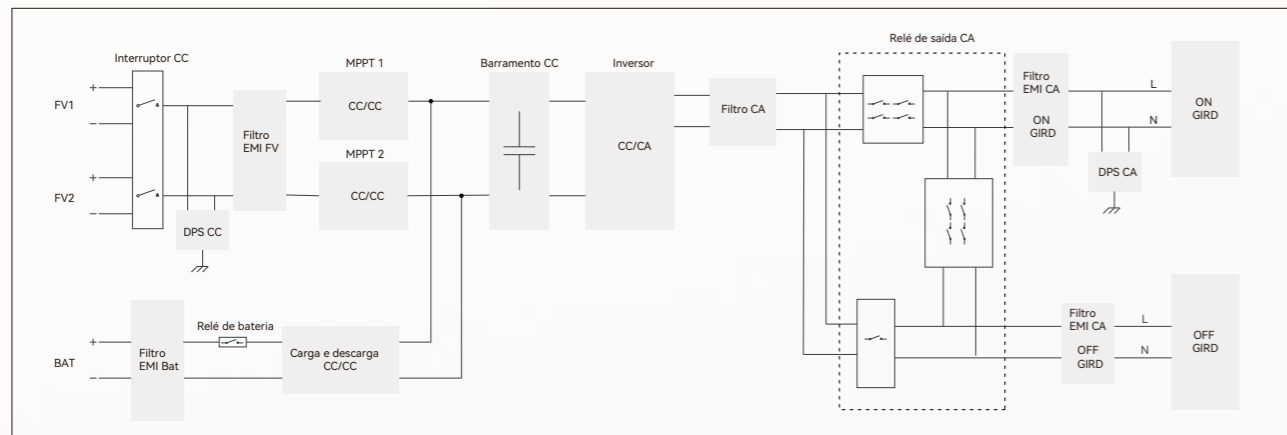 Relé de saída CA
Interruptor CC
MPPT 1
Barramento CC
Inversor
FV1
+
−
CC/CC
Filtro
EMI FV
MPPT 2
CC/CC
CC/CA
Filtro CA
Filtro
EMI CA
ON
GIRD
L
N
ON
GIRD
DPS CA
FV2
+
−
DPS CC
BAT
+
−
Filtro
EMI Bat
Relé de bateria
Carga e descarga
CC/CC
Filtro
EMI CA
OFF
GIRD
L
N
OFF
GIRD